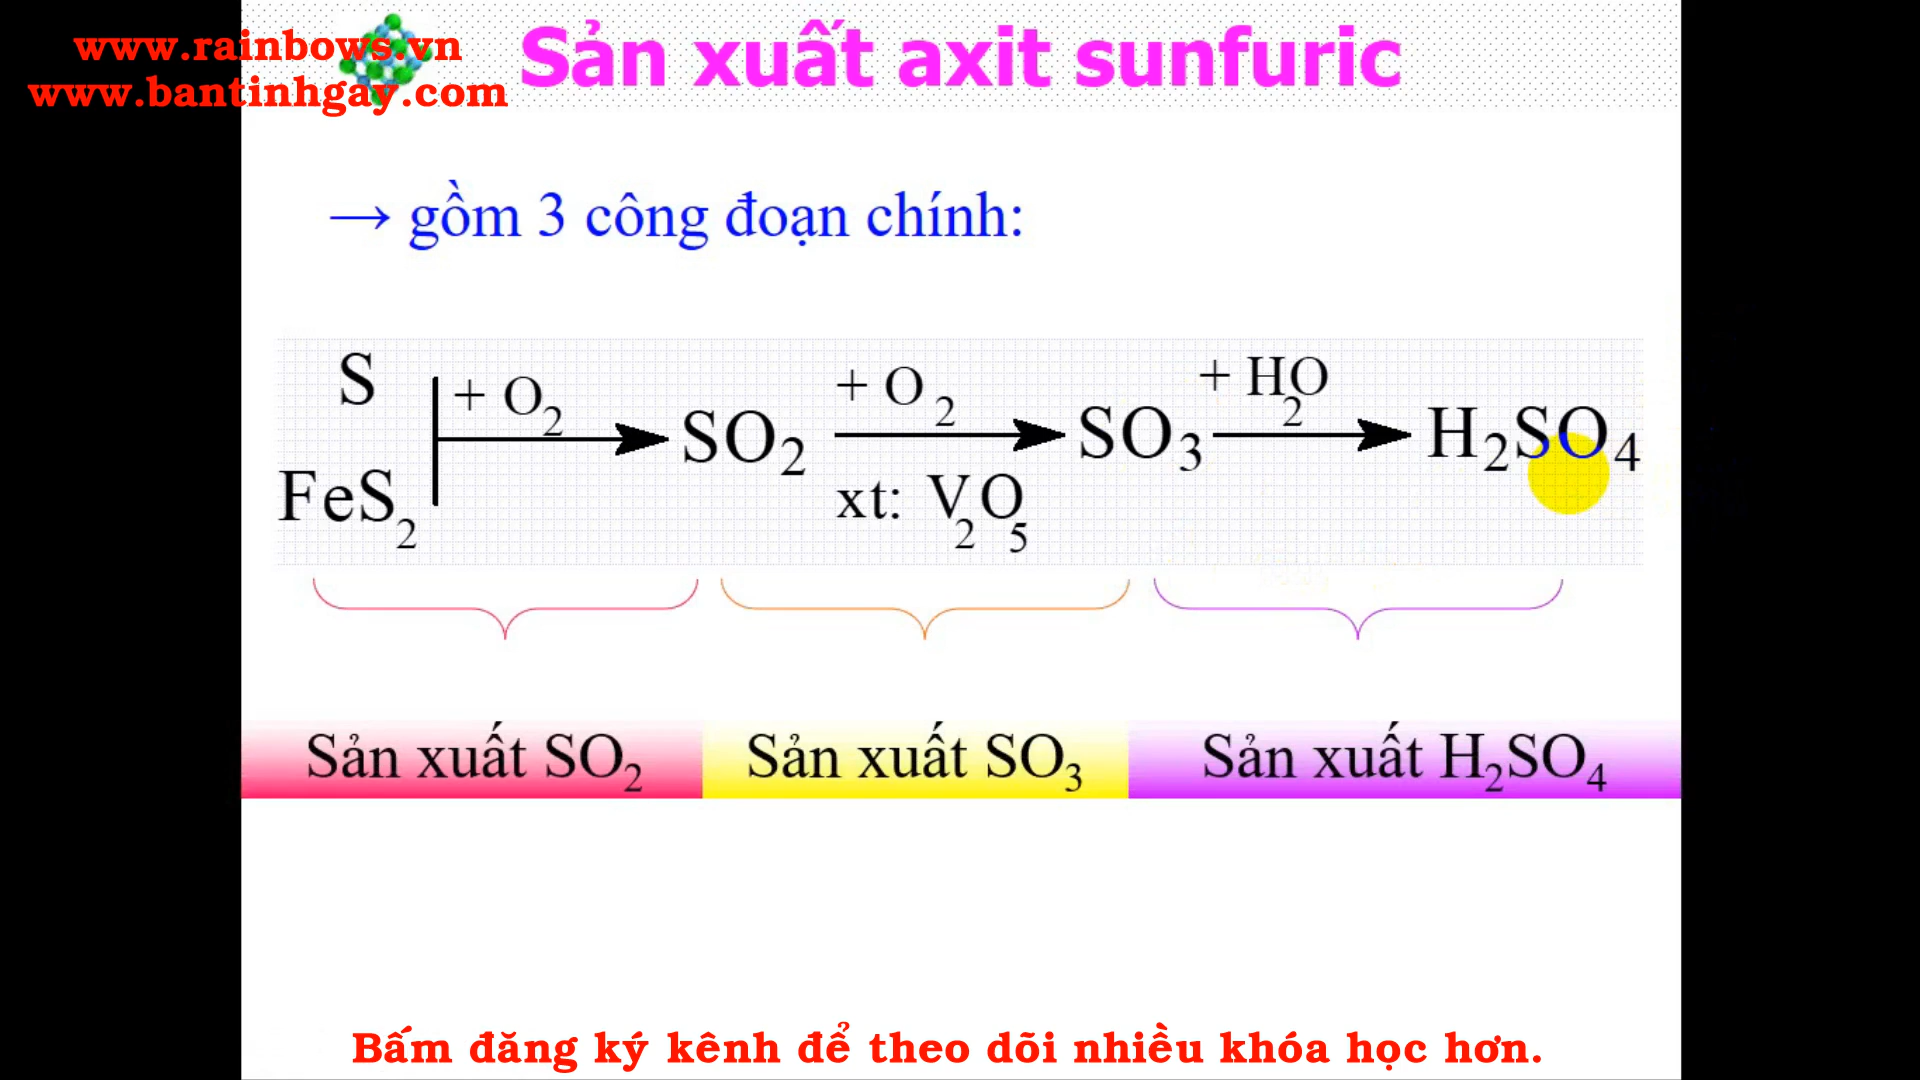 www.rainbows.vn
www.bantinhgay.com
Sản xuất axit sunfuric
→ gồm 3 công đoạn chính:
S
FeS₂
+ O₂
SO₂
+ O₂
xt: V₂O₅
SO₃
+ H₂O
H₂SO₄
Sản xuất SO₂
Sản xuất SO₃
Sản xuất H₂SO₄
Bấm đăng ký kênh để theo dõi nhiều khóa học hơn.